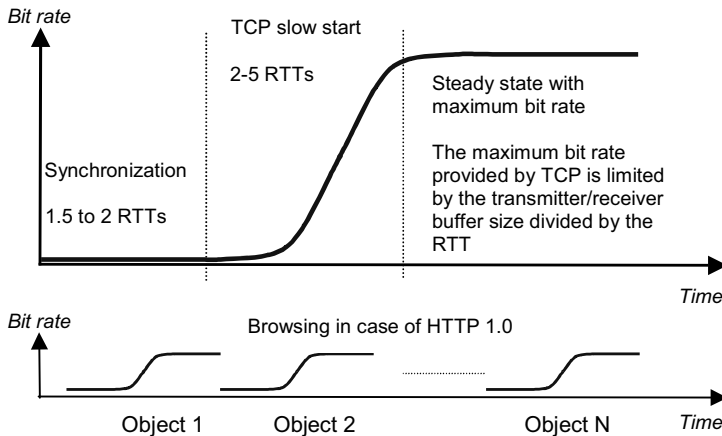 Bit rate
TCP slow start
2-5 RTTs
Steady state with
maximum bit rate
Synchronization
1.5 to 2 RTTs
The maximum bit rate
provided by TCP is limited
by the transmitter/receiver
buffer size divided by the
RTT
Time
Bit rate
Browsing in case of HTTP 1.0
Object 1
Object 2
Object N
Time